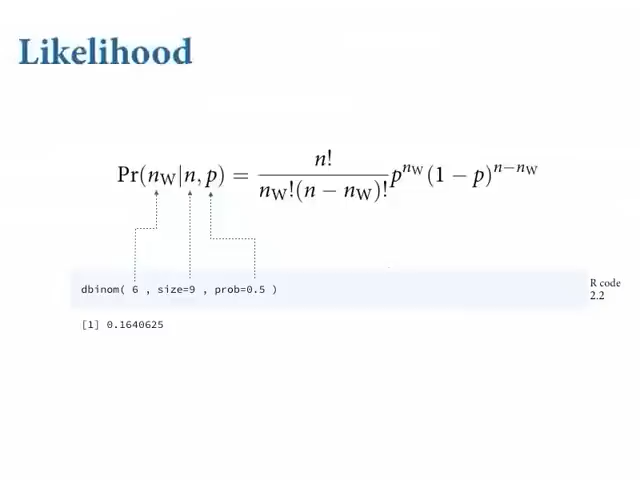 Likelihood
Pr(n_W|n, p) = \frac{n!}{n_W!(n − n_W)!} p^{n_W} (1 − p)^{n−n_W}
dbinom( 6 , size=9 , prob=0.5 )
R code
2.2
[1] 0.1640625